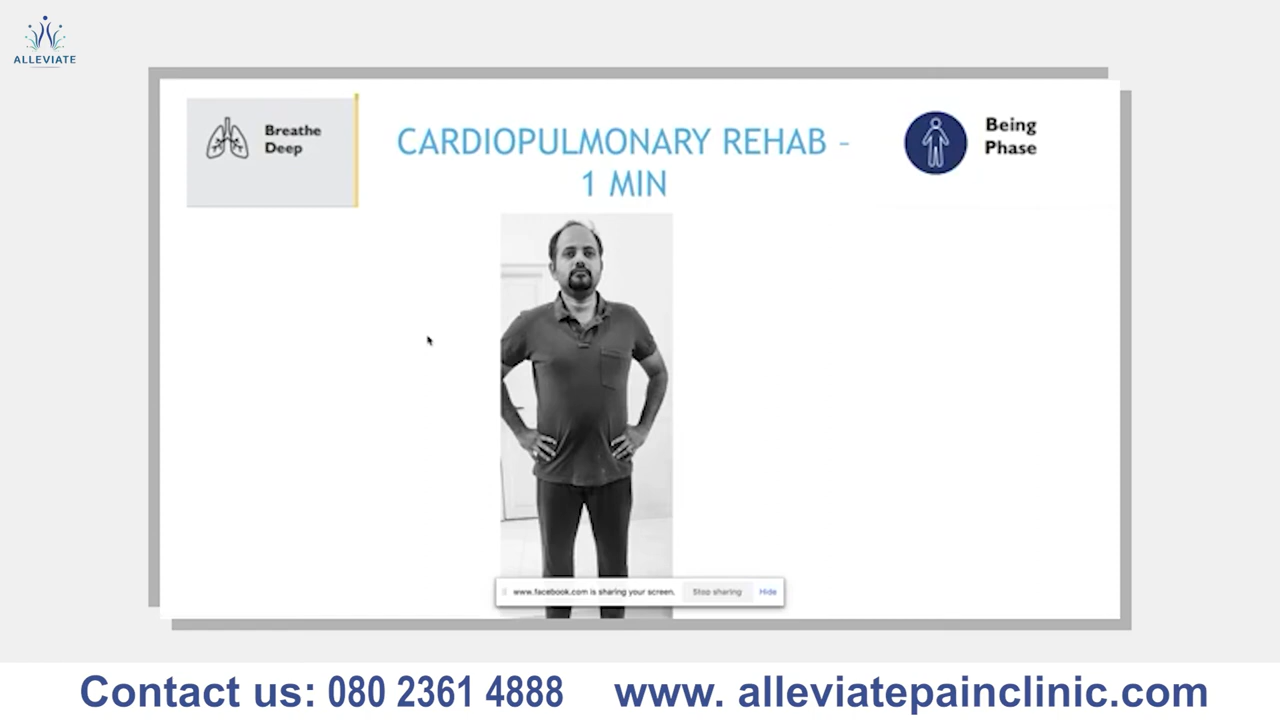 ALLEVIATE
Breathe
Deep
CARDIOPULMONARY REHAB –
1 MIN
Being
Phase
www.facebook.com is sharing your screen.
Stop sharing
Hide
Contact us: 080 2361 4888
www. alleviatepainclinic.com